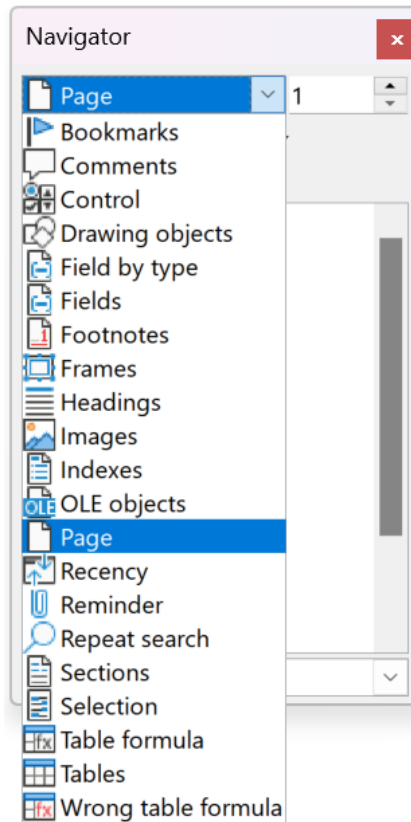 Navigator
Page 1
Bookmarks
Comments
Control
Drawing objects
Field by type
Fields
Footnotes
Frames
Headings
Images
Indexes
OLE objects
Page
Recency
Reminder
Repeat search
Sections
Selection
Table formula
Tables
Wrong table formula